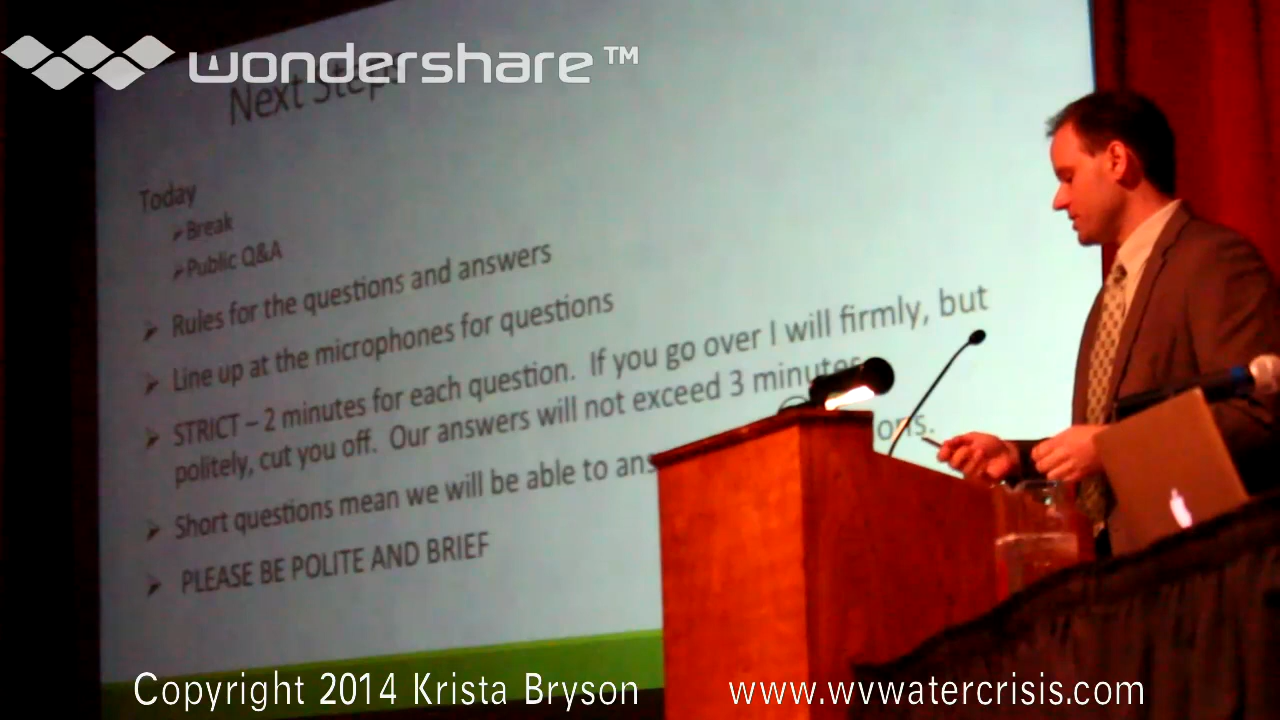 wondershare™
Next Step
Today
➢Break
➢Public Q&A
➢ Rules for the questions and answers
➢ Line up at the microphones for questions
➢ STRICT – 2 minutes for each question. If you go over I will firmly, but
politely, cut you off. Our answers will not exceed 3 minutes
➢ Short questions mean we will be able to ans
➢ PLEASE BE POLITE AND BRIEF
Copyright 2014 Krista Bryson
www.wvwatercrisis.com